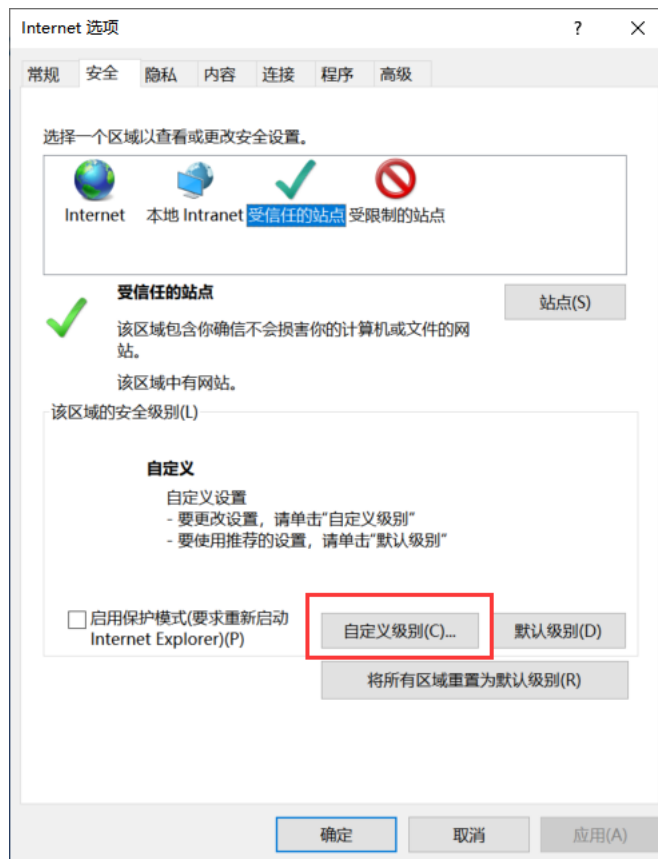 Internet 选项
常规 安全 隐私 内容 连接 程序 高级
选择一个区域以查看或更改安全设置。
Internet 本地 Intranet 受信任的站点 受限制的站点
受信任的站点
站点(S)
该区域包含你确信不会损害你的计算机或文件的网
站。
该区域中有网站。
该区域的安全级别(L)
自定义
自定义设置
- 要更改设置，请单击“自定义级别”
- 要使用推荐的设置，请单击“默认级别”
启用保护模式(要求重新启动
Internet Explorer)(P)
自定义级别(C)... 默认级别(D)
将所有区域重置为默认级别(R)
确定 取消 应用(A)